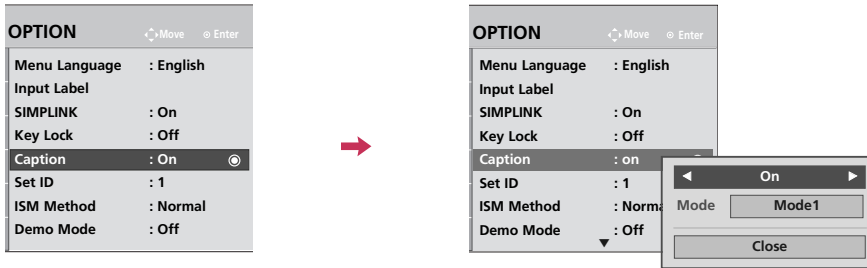 OPTION
Move Enter
Menu Language : English
Input Label
SIMPLINK : On
Key Lock : Off
Caption : On
Set ID : 1
ISM Method : Normal
Demo Mode : Off
OPTION
Move Enter
Menu Language : English
Input Label
SIMPLINK : On
Key Lock : Off
Caption : on
Set ID : 1
ISM Method : Norma
Demo Mode : Off
On
Mode Mode1
Close